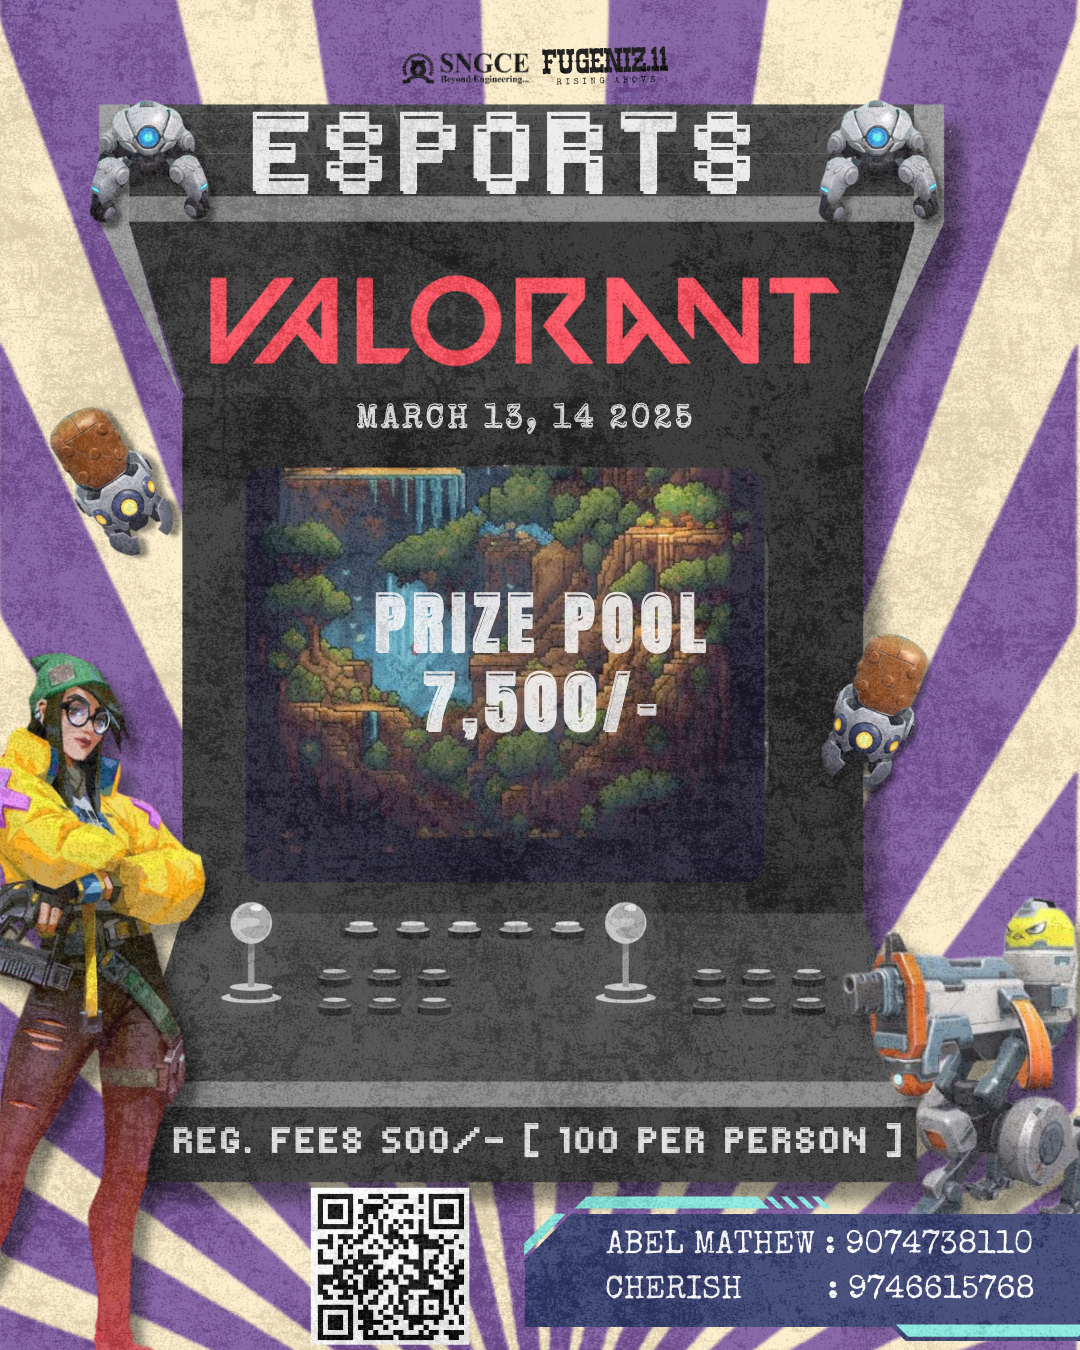 SNGCE
Beyond Engineering...
FUGENIZ.11
RISING ABOVE
ESPORTS
VALORANT
MARCH 13, 14 2025
PRIZE POOL
7,500/-
REG. FEES 500/- [ 100 PER PERSON ]
ABEL MATHEW : 9074738110
CHERISH : 9746615768